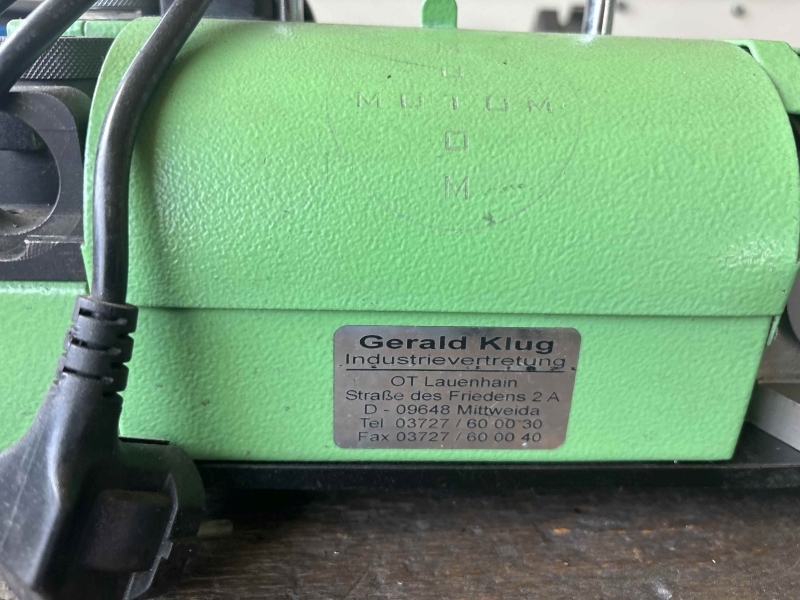 M
U
MUTOM
O
M
Gerald Klug
Industrievertretung
OT Lauenhain
Straße des Friedens 2 A
D - 09648 Mittweida
Tel 03727 / 60 00 30
Fax 03727 / 60 00 40